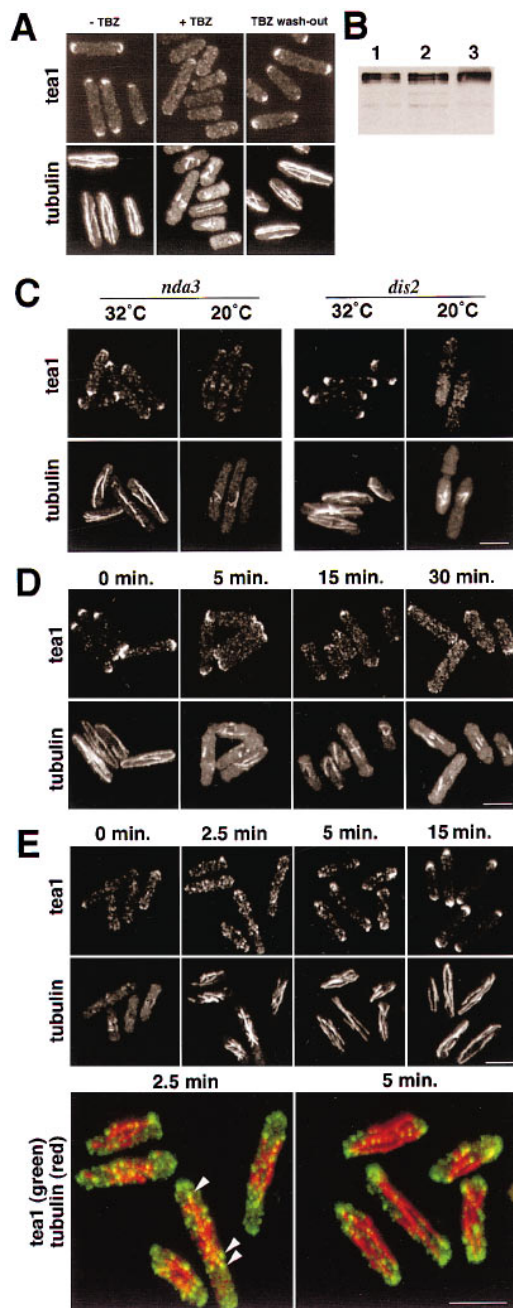 A
- TBZ + TBZ TBZ wash-out
tea1
tubulin
B
1 2 3
C
nda3 dis2
32˚C 20˚C 32˚C 20˚C
tea1
tubulin
D
0 min. 5 min. 15 min. 30 min.
tea1
tubulin
E
0 min. 2.5 min 5 min. 15 min.
tea1
tubulin
2.5 min 5 min.
tea1 (green)
tubulin (red)